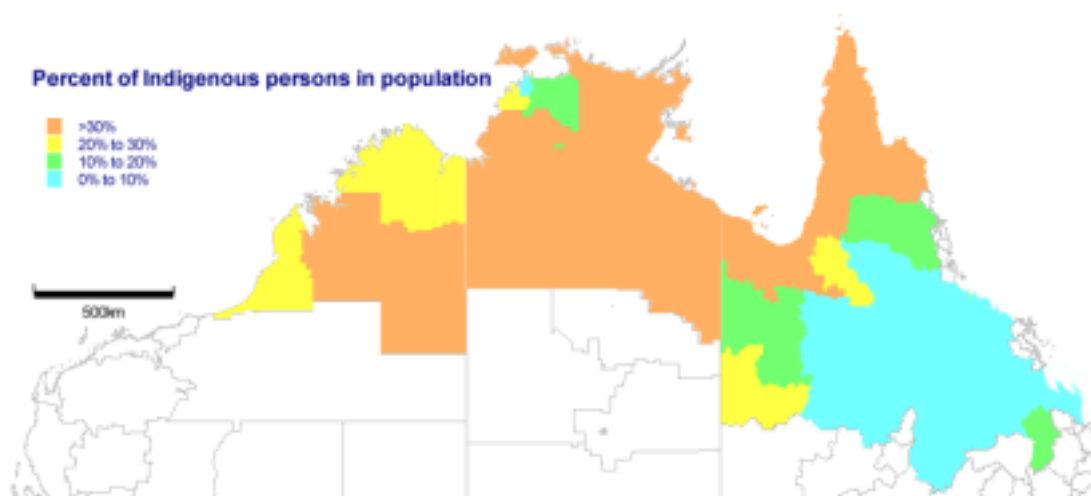 Percent of Indigenous persons in population
>30%
20% to 30%
10% to 20%
0% to 10%
500km